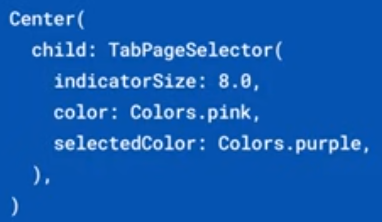 Center(
  child: TabPageSelector(
    indicatorSize: 8.0,
    color: Colors.pink,
    selectedColor: Colors.purple,
  ),
)